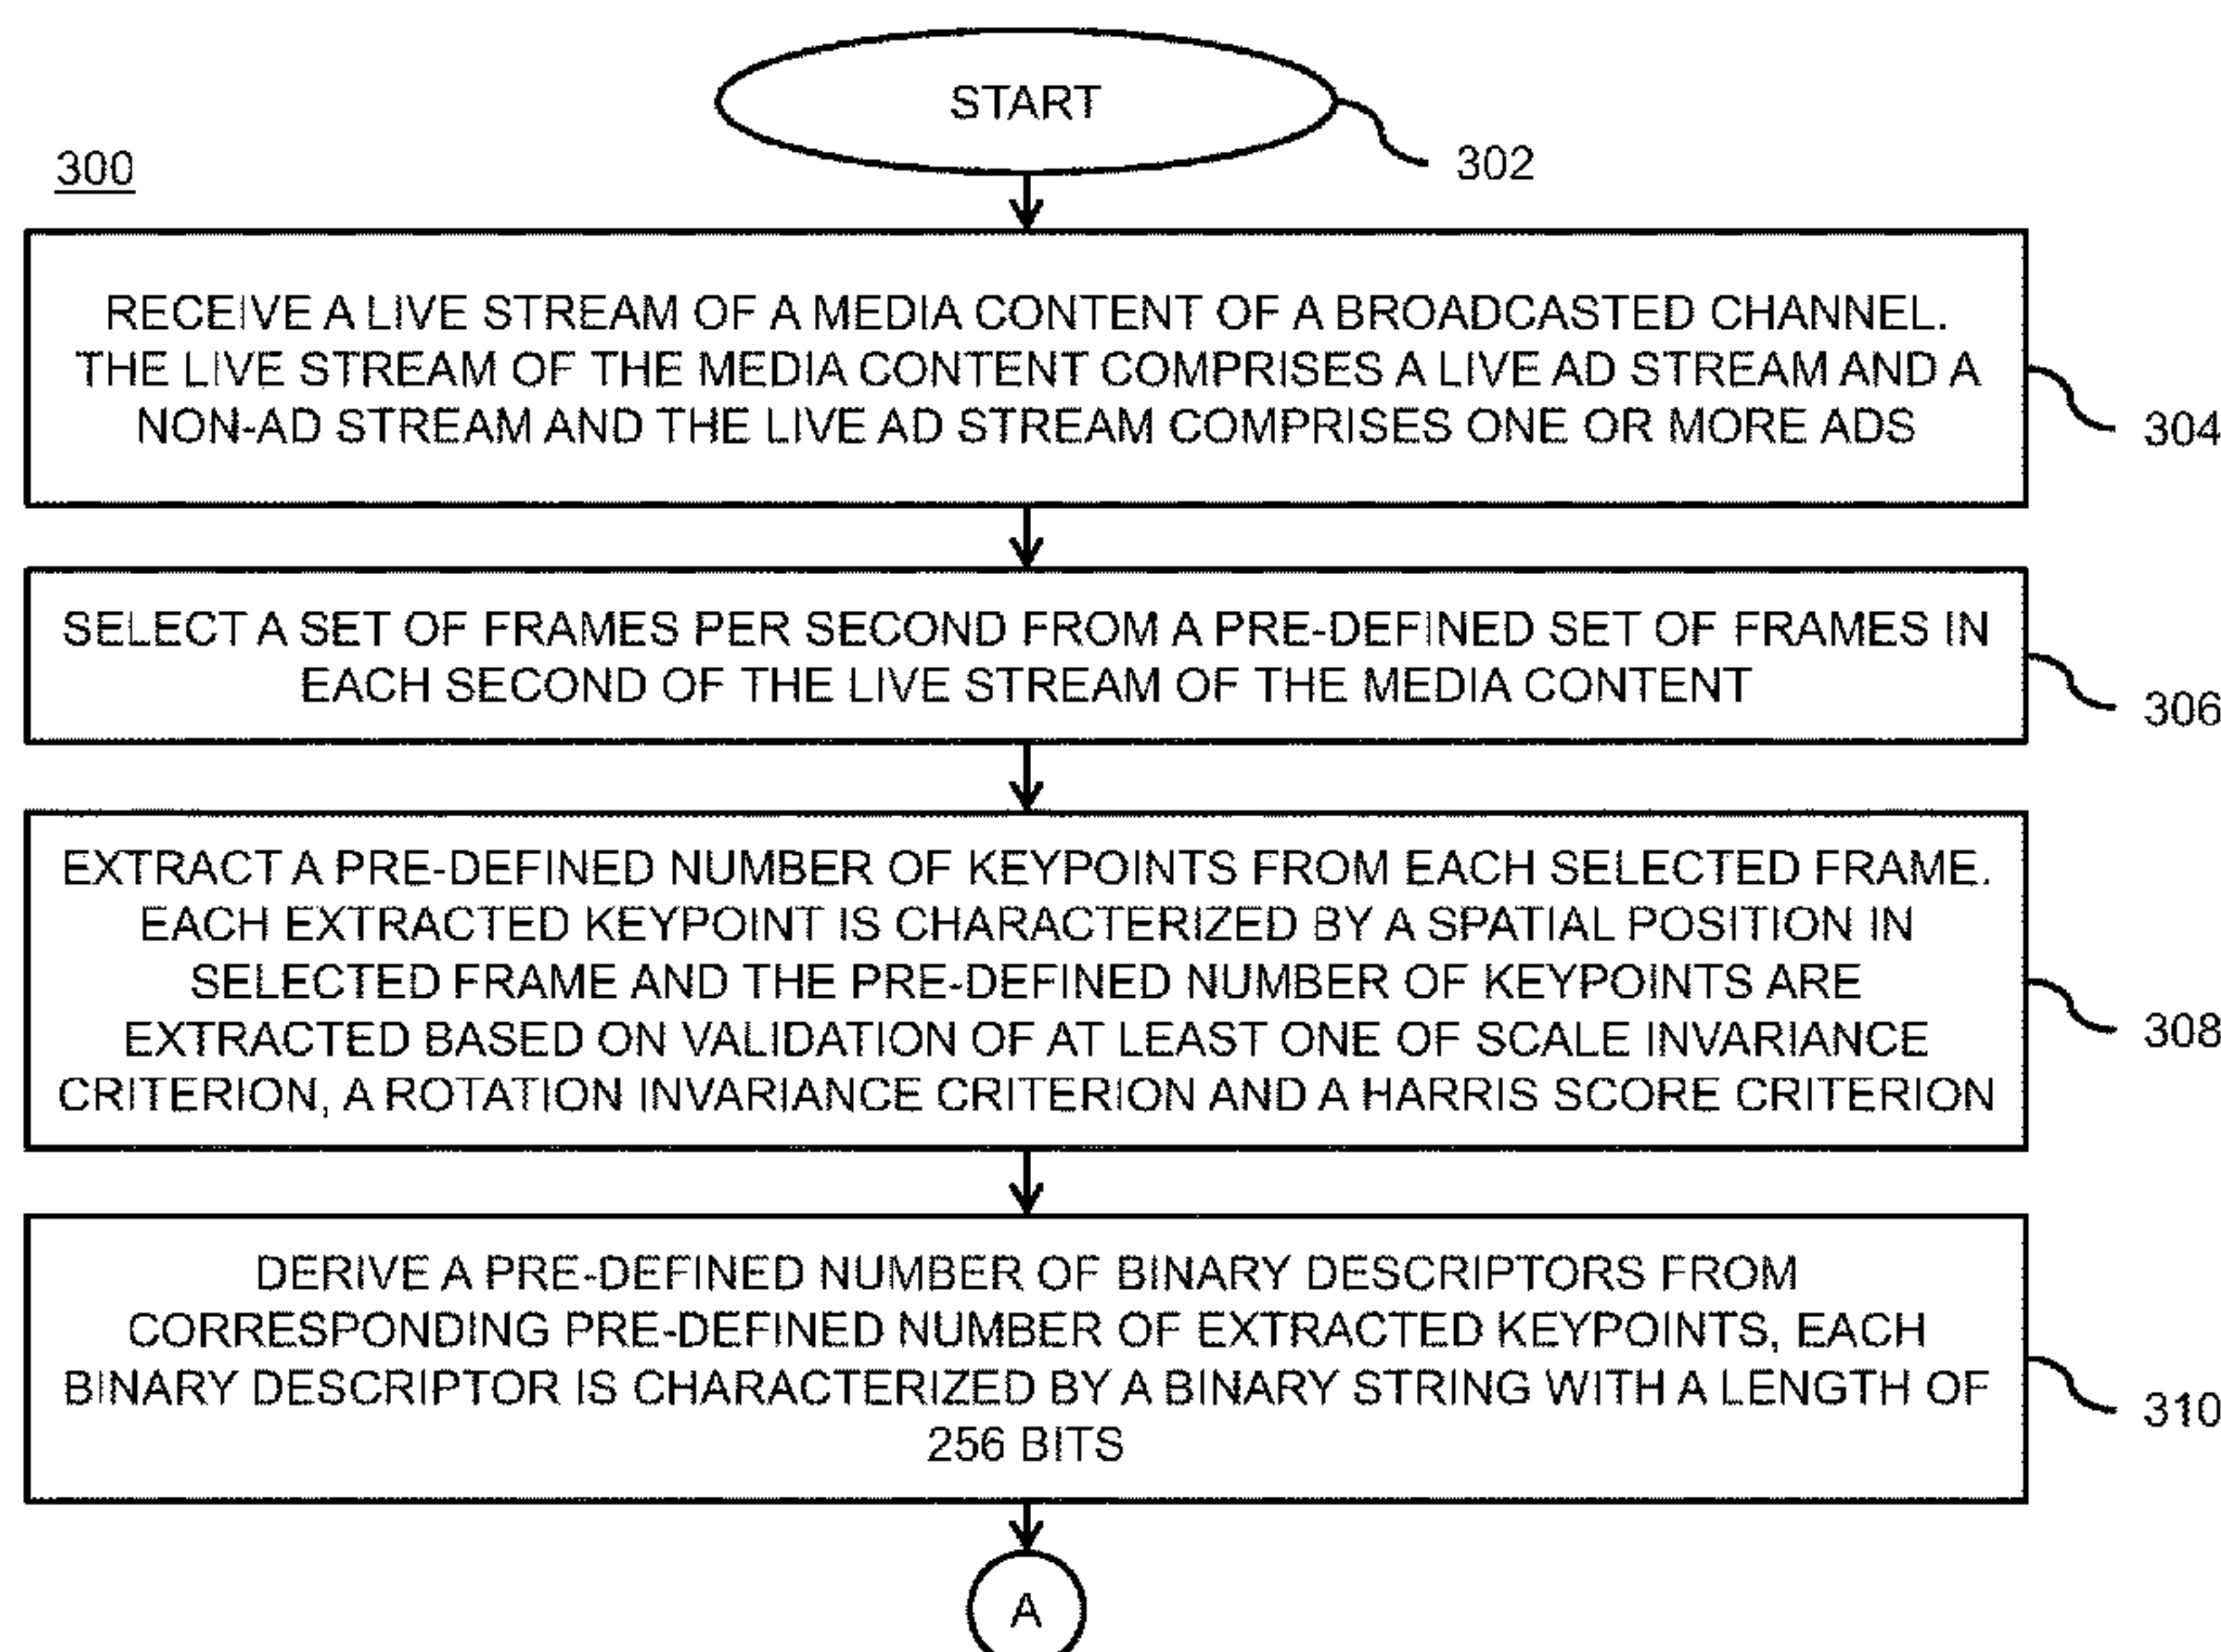 START
302
300
RECEIVE A LIVE STREAM OF A MEDIA CONTENT OF A BROADCASTED CHANNEL.
THE LIVE STREAM OF THE MEDIA CONTENT COMPRISES A LIVE AD STREAM AND A
NON-AD STREAM AND THE LIVE AD STREAM COMPRISES ONE OR MORE ADS
304
SELECT A SET OF FRAMES PER SECOND FROM A PRE-DEFINED SET OF FRAMES IN
EACH SECOND OF THE LIVE STREAM OF THE MEDIA CONTENT
306
EXTRACT A PRE-DEFINED NUMBER OF KEYPOINTS FROM EACH SELECTED FRAME.
EACH EXTRACTED KEYPOINT IS CHARACTERIZED BY A SPATIAL POSITION IN
SELECTED FRAME AND THE PRE-DEFINED NUMBER OF KEYPOINTS ARE
EXTRACTED BASED ON VALIDATION OF AT LEAST ONE OF SCALE INVARIANCE
CRITERION, A ROTATION INVARIANCE CRITERION AND A HARRIS SCORE CRITERION
308
DERIVE A PRE-DEFINED NUMBER OF BINARY DESCRIPTORS FROM
CORRESPONDING PRE-DEFINED NUMBER OF EXTRACTED KEYPOINTS, EACH
BINARY DESCRIPTOR IS CHARACTERIZED BY A BINARY STRING WITH A LENGTH OF
256 BITS
310
A